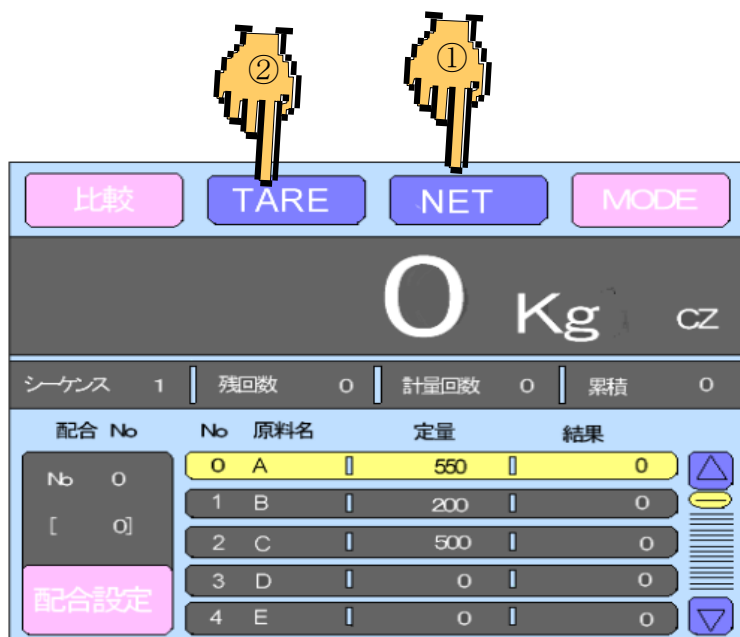 ② ①
比較 TARE NET MODE
0 Kg CZ
シーケンス 1 残回数 0 計量回数 0 累積 0
配合 No No 原料名 定量 結果
No 0
[ 0]
配合設定
0 A 550 0
1 B 200 0
2 C 500 0
3 D 0 0
4 E 0 0